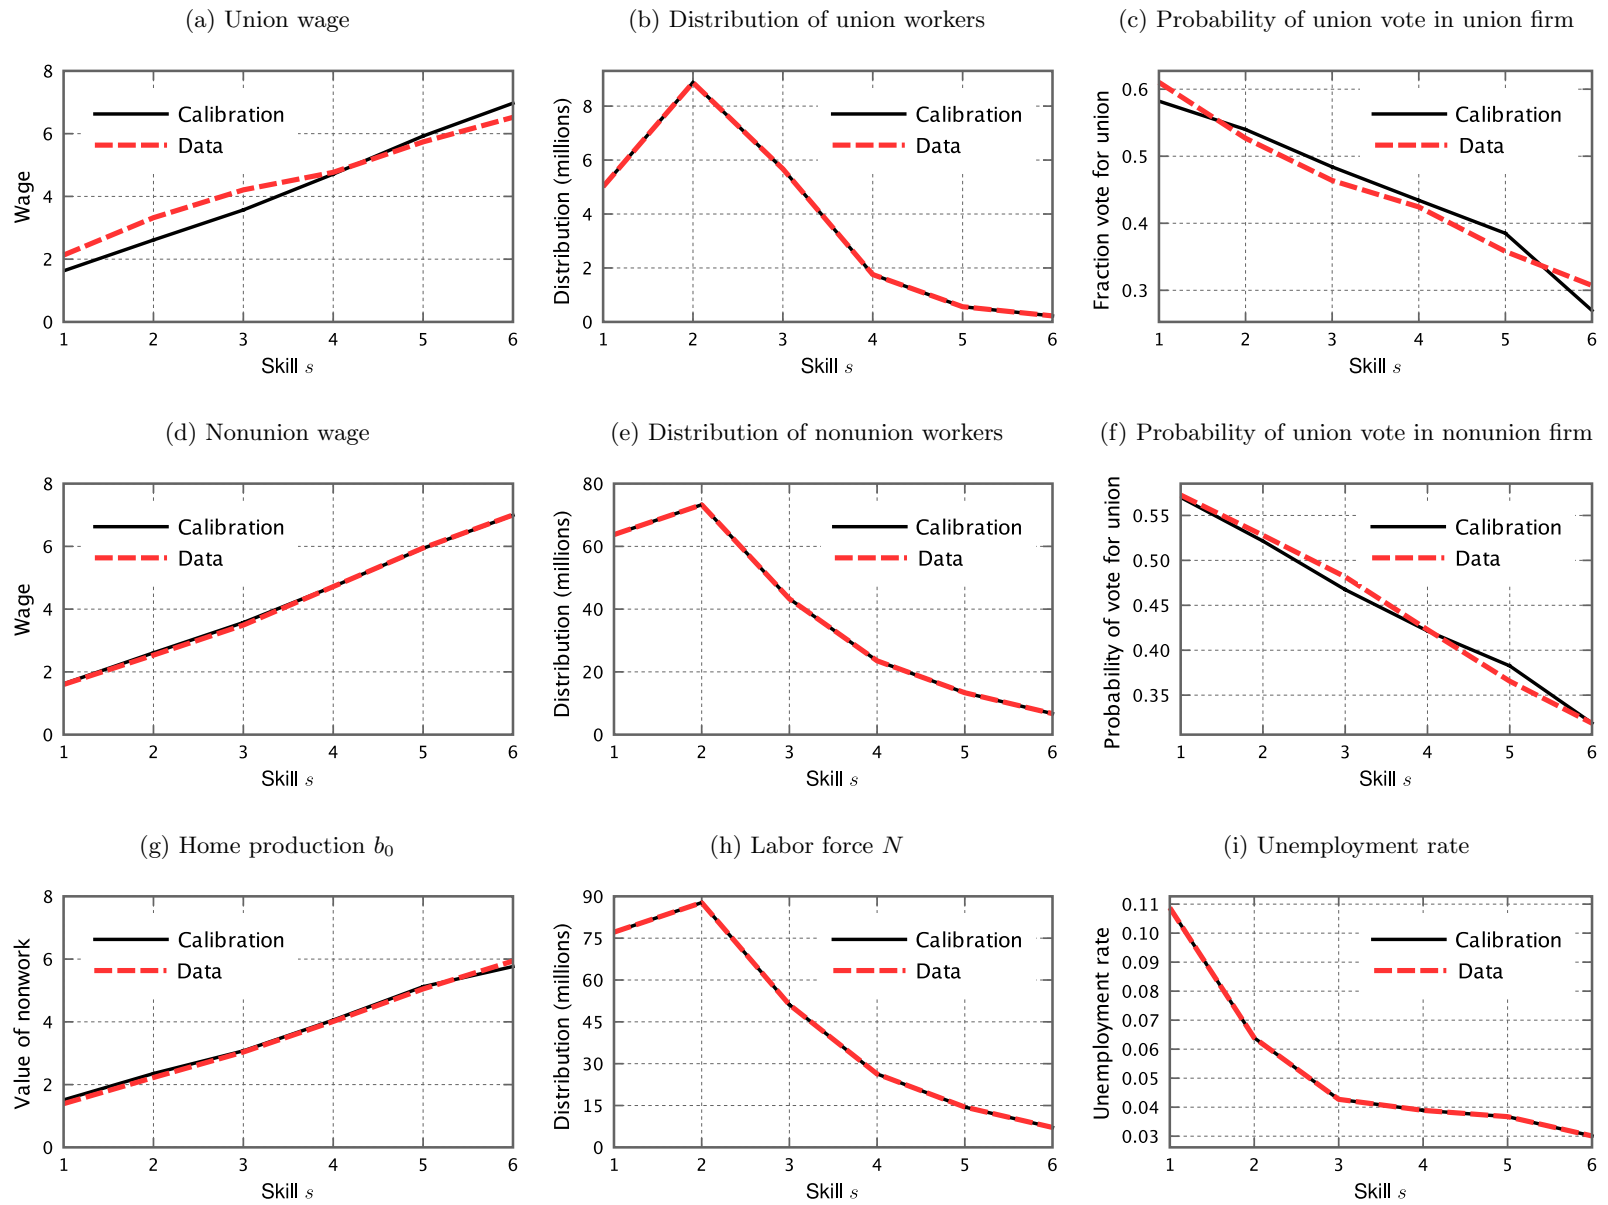 (a) Union wage
(b) Distribution of union workers
(c) Probability of union vote in union firm
Wage
8
6
4
2
0
Calibration
Data
1 2 3 4 5 6
Skill s
Distribution (millions)
8
6
4
2
0
Calibration
Data
1 2 3 4 5 6
Skill s
Fraction vote for union
0.6
0.5
0.4
0.3
Calibration
Data
1 2 3 4 5 6
Skill s
(d) Nonunion wage
(e) Distribution of nonunion workers
(f) Probability of union vote in nonunion firm
Wage
8
6
4
2
0
Calibration
Data
1 2 3 4 5 6
Skill s
Distribution (millions)
80
60
40
20
0
Calibration
Data
1 2 3 4 5 6
Skill s
Probability of vote for union
0.55
0.50
0.45
0.40
0.35
Calibration
Data
1 2 3 4 5 6
Skill s
(g) Home production b₀
(h) Labor force N
(i) Unemployment rate
Value of nonwork
8
6
4
2
0
Calibration
Data
1 2 3 4 5 6
Skill s
Distribution (millions)
90
75
60
45
30
15
0
Calibration
Data
1 2 3 4 5 6
Skill s
Unemployment rate
0.11
0.10
0.09
0.08
0.07
0.06
0.05
0.04
0.03
Calibration
Data
1 2 3 4 5 6
Skill s